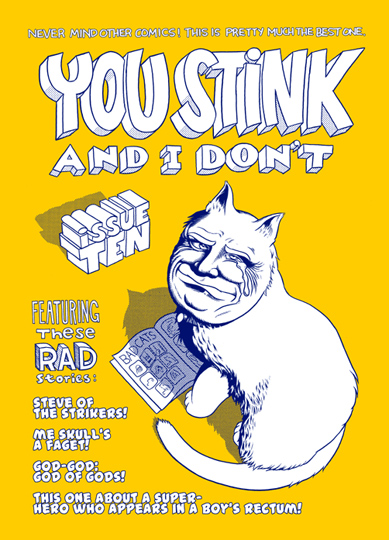 NEVER MIND OTHER COMICS! THIS IS PRETTY MUCH THE BEST ONE..
YOU STINK
AND I DON'T
ISSUE
TEN
FEATURING
These
RAD
Stories:
STEVE OF
THE STRIKERS!
ME SKULL'S
A FAGET!
GOD-GOD:
GOD OF GODS!
THIS ONE ABOUT A SUPER-
HERO WHO APPEARS IN A BOY'S RECTUM!